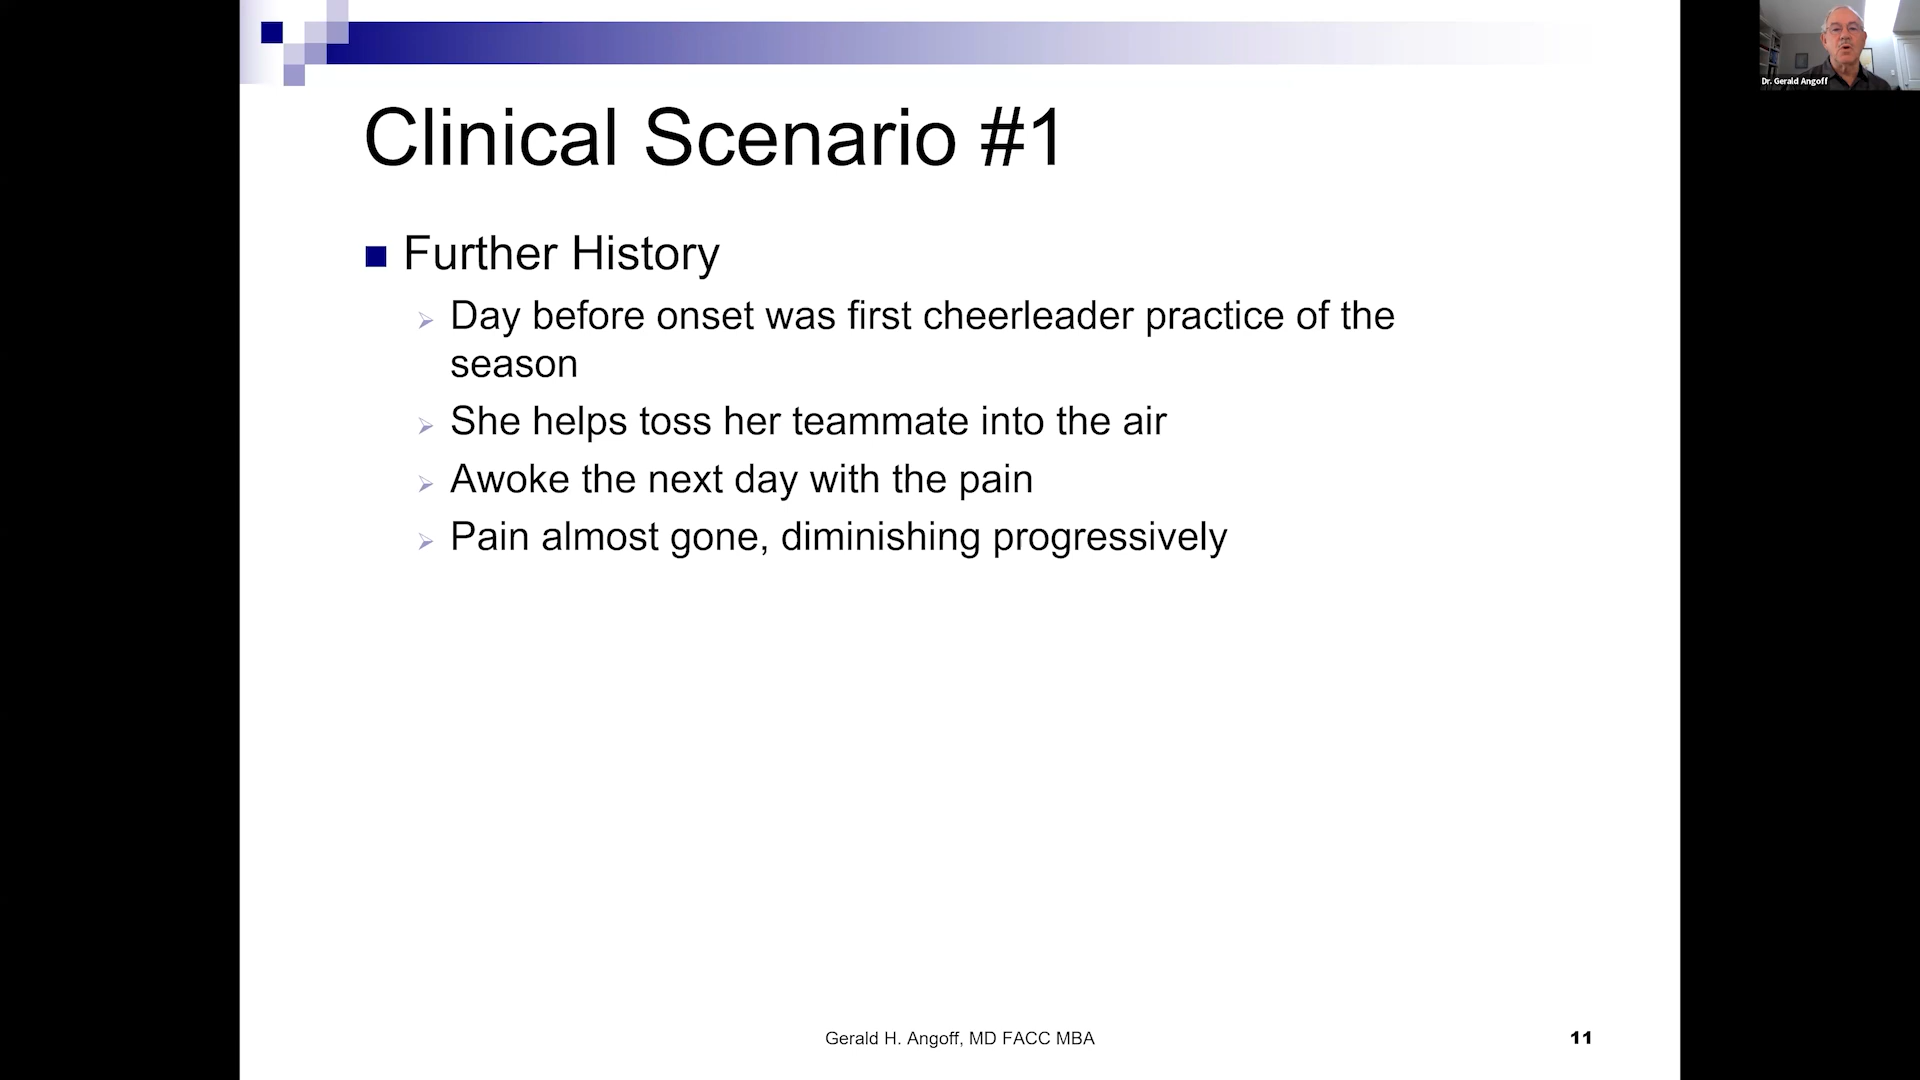 Dr. Gerald Angoff
Clinical Scenario #1
Further History
Day before onset was first cheerleader practice of the
season
She helps toss her teammate into the air
Awoke the next day with the pain
Pain almost gone, diminishing progressively
Gerald H. Angoff, MD FACC MBA
11